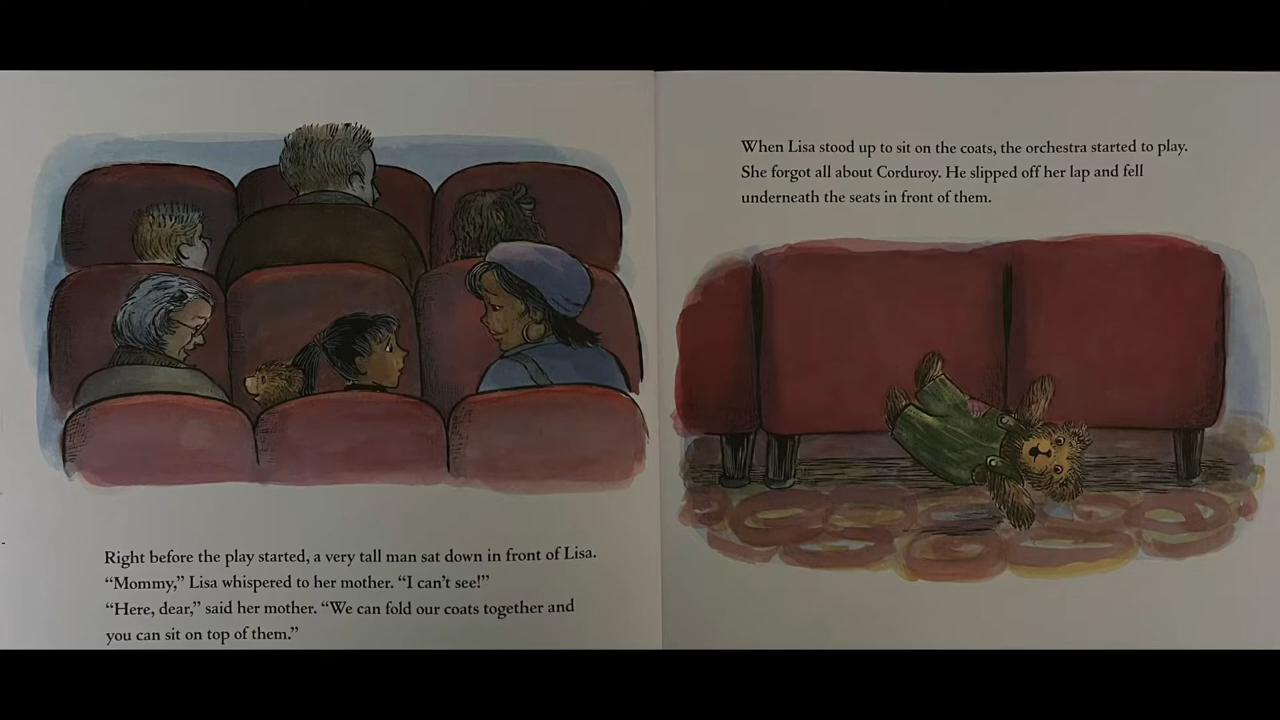 Right before the play started, a very tall man sat down in front of Lisa.
“Mommy,” Lisa whispered to her mother. “I can’t see!”
“Here, dear,” said her mother. “We can fold our coats together and
you can sit on top of them.”
When Lisa stood up to sit on the coats, the orchestra started to play.
She forgot all about Corduroy. He slipped off her lap and fell
underneath the seats in front of them.